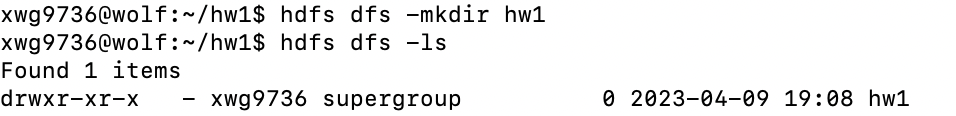 xwg9736@wolf:~/hw1$ hdfs dfs -mkdir hw1
xwg9736@wolf:~/hw1$ hdfs dfs -ls
Found 1 items
drwxr-xr-x   - xwg9736 supergroup          0 2023-04-09 19:08 hw1